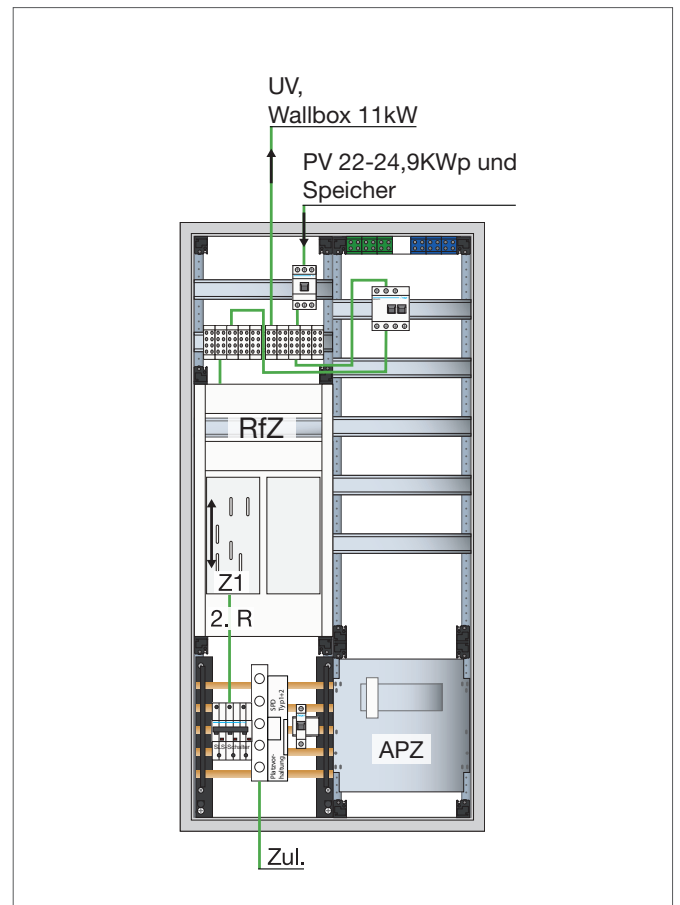 UV,
Wallbox 11kW
PV 22-24,9KWp und
Speicher
RfZ
Z1
2. R
SLS-Schalter
SPD
Typ1+2
Platzvor-
haltung
APZ
Zul.